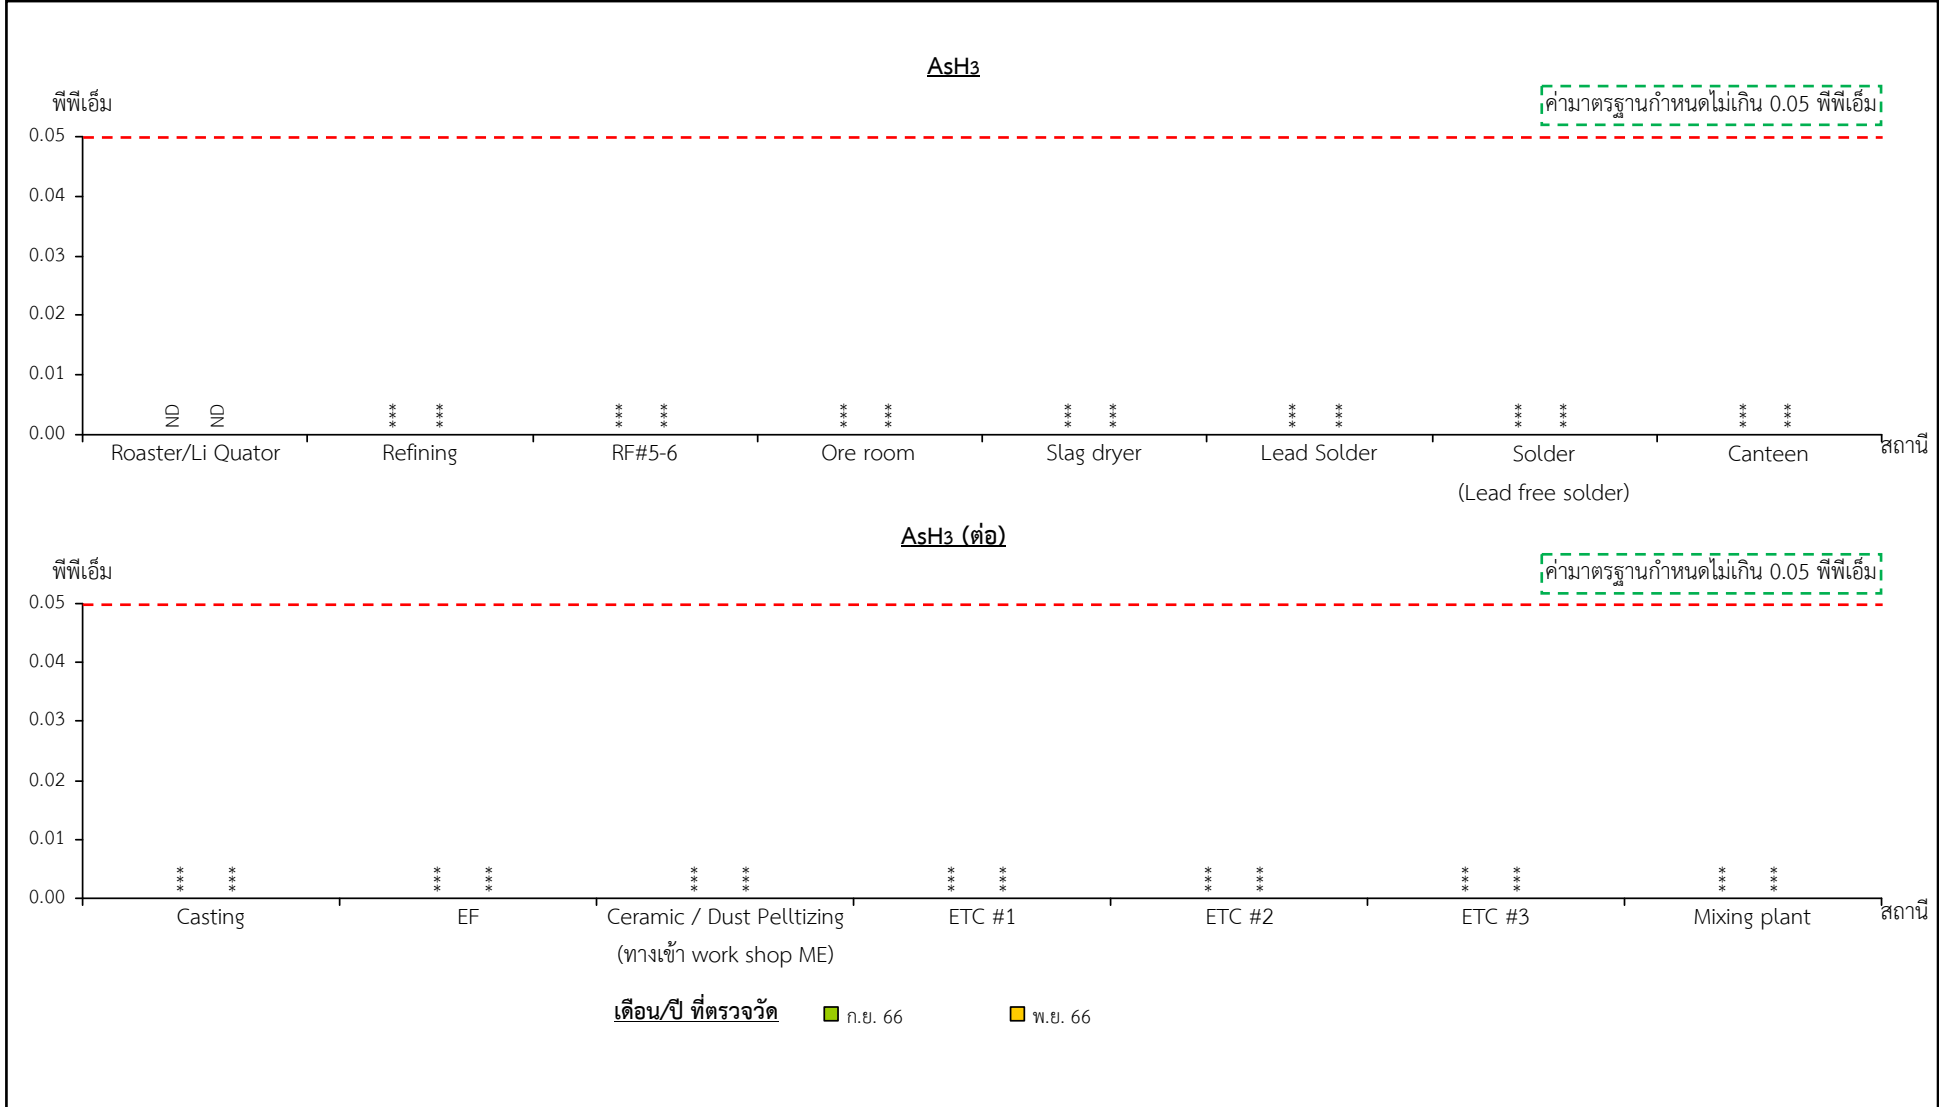 AsH3
พีพีเอ็ม
ค่ามาตรฐานกำหนดไม่เกิน 0.05 พีพีเอ็ม
0.05
0.04
0.03
0.02
0.01
0.00
ND ND *** *** *** *** *** *** *** *** *** *** *** *** *** ***
Roaster/Li Quator Refining RF#5-6 Ore room Slag dryer Lead Solder Solder Canteen สถานี
(Lead free solder)
AsH3 (ต่อ)
พีพีเอ็ม
ค่ามาตรฐานกำหนดไม่เกิน 0.05 พีพีเอ็ม
0.05
0.04
0.03
0.02
0.01
0.00
*** *** *** *** *** *** *** *** *** *** *** *** *** ***
Casting EF Ceramic / Dust Pelltizing ETC #1 ETC #2 ETC #3 Mixing plant สถานี
(ทางเข้า work shop ME)
เดือน/ปี ที่ตรวจวัด ก.ย. 66 พ.ย. 66